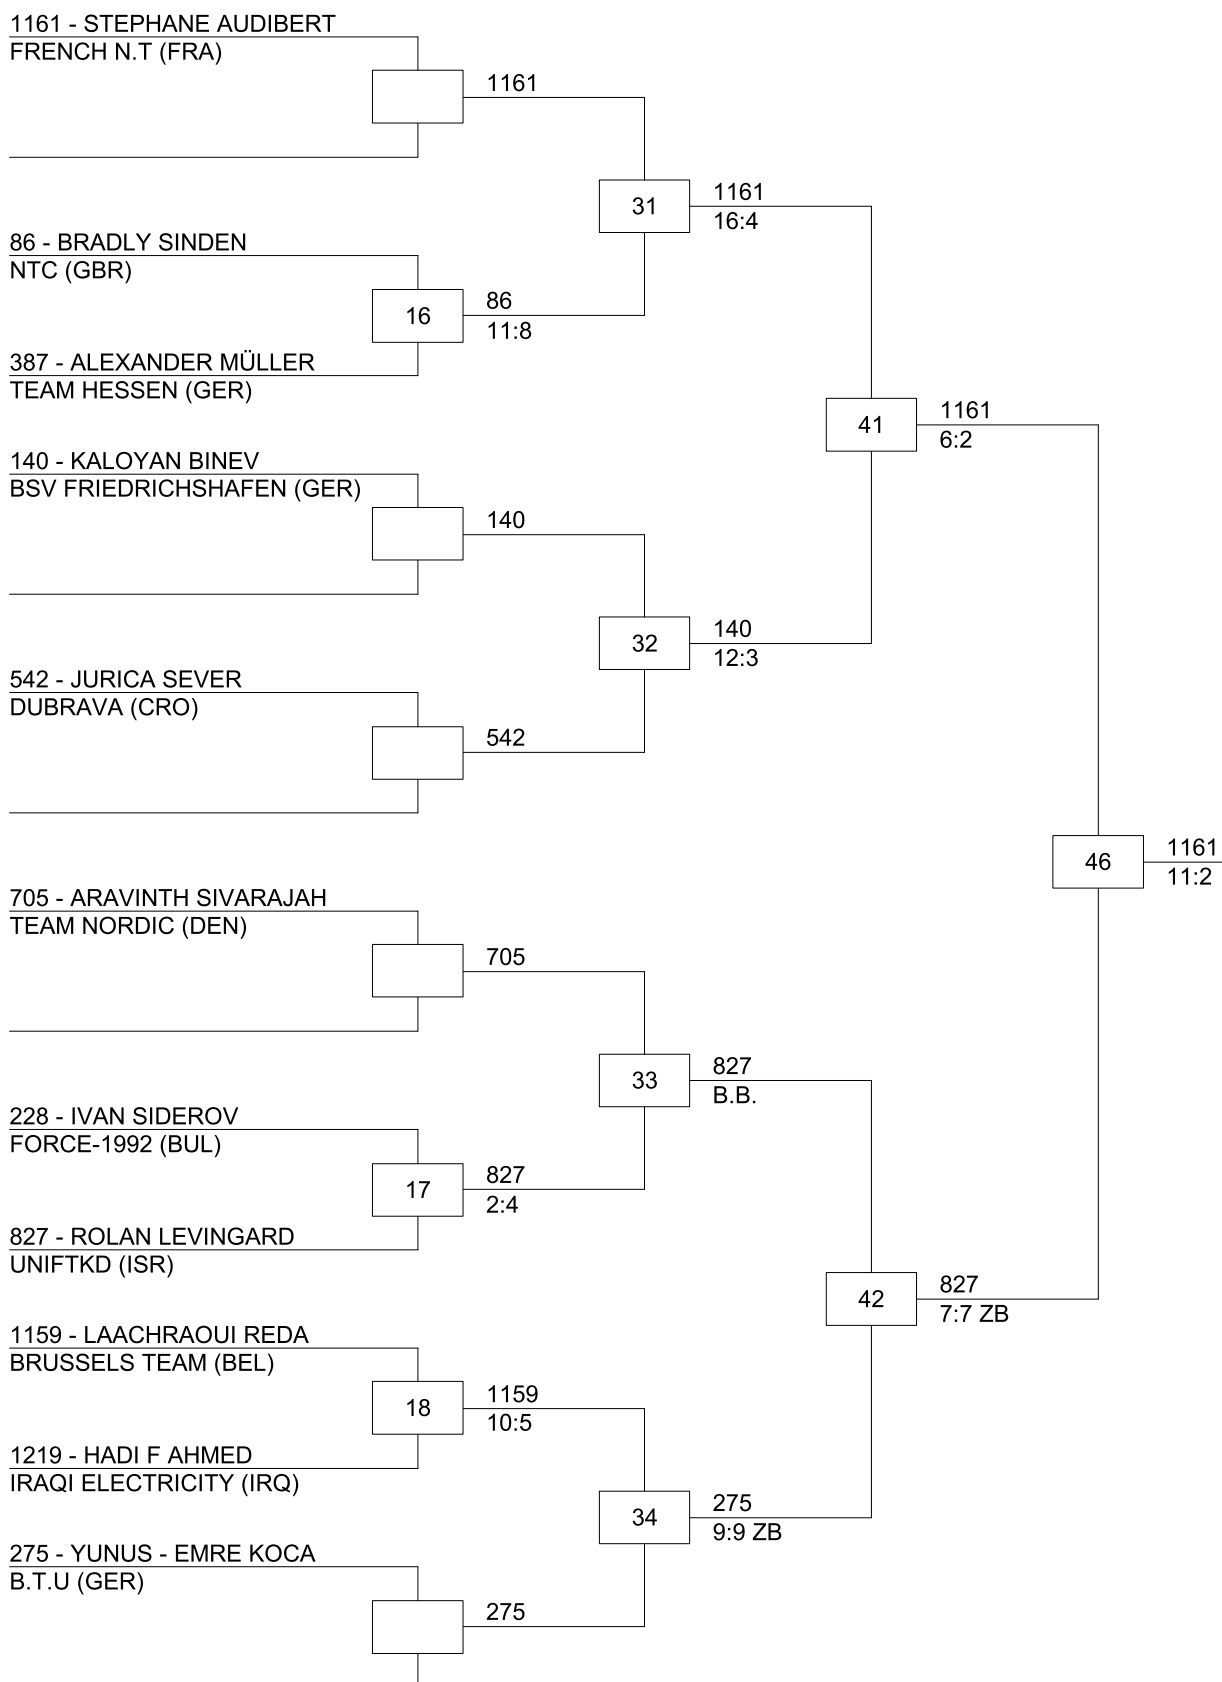 1161 - STEPHANE AUDIBERT
FRENCH N.T (FRA)
1161
31
1161
16:4
86 - BRADLY SINDEN
NTC (GBR)
16
86
11:8
387 - ALEXANDER MÜLLER
TEAM HESSEN (GER)
41
1161
6:2
140 - KALOYAN BINEV
BSV FRIEDRICHSHAFEN (GER)
140
32
140
12:3
542 - JURICA SEVER
DUBRAVA (CRO)
542
46
1161
11:2
705 - ARAVINTH SIVARAJAH
TEAM NORDIC (DEN)
705
33
827
B.B.
228 - IVAN SIDEROV
FORCE-1992 (BUL)
17
827
2:4
827 - ROLAN LEVINGARD
UNIFTKD (ISR)
42
827
7:7 ZB
1159 - LAACHRAOUI REDA
BRUSSELS TEAM (BEL)
18
1159
10:5
1219 - HADI F AHMED
IRAQI ELECTRICITY (IRQ)
34
275
9:9 ZB
275 - YUNUS - EMRE KOCA
B.T.U (GER)
275